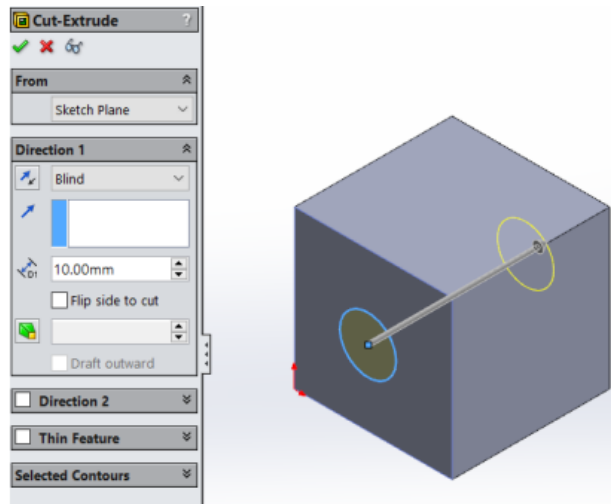 Cut-Extrude ?
From
Sketch Plane
Direction 1
Blind
D1
10.00mm
Flip side to cut
Draft outward
Direction 2
Thin Feature
Selected Contours